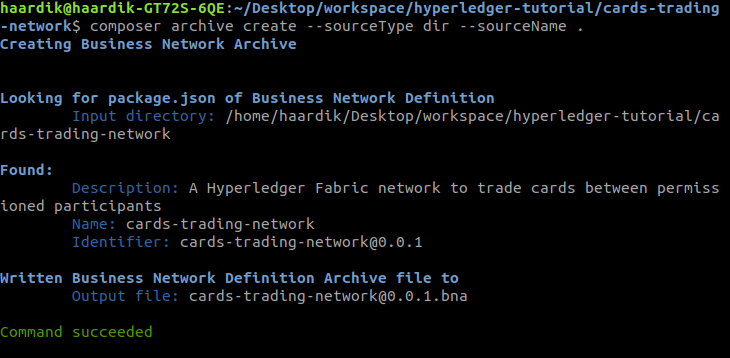 haardik@haardik-GT72S-6QE:~/Desktop/workspace/hyperledger-tutorial/cards-trading
-network$ composer archive create --sourceType dir --sourceName .
Creating Business Network Archive
Looking for package.json of Business Network Definition
Input directory: /home/haardik/Desktop/workspace/hyperledger-tutorial/ca
rds-trading-network
Found:
Description: A Hyperledger Fabric network to trade cards between permiss
ioned participants
Name: cards-trading-network
Identifier: cards-trading-network@0.0.1
Written Business Network Definition Archive file to
Output file: cards-trading-network@0.0.1.bna
Command succeeded